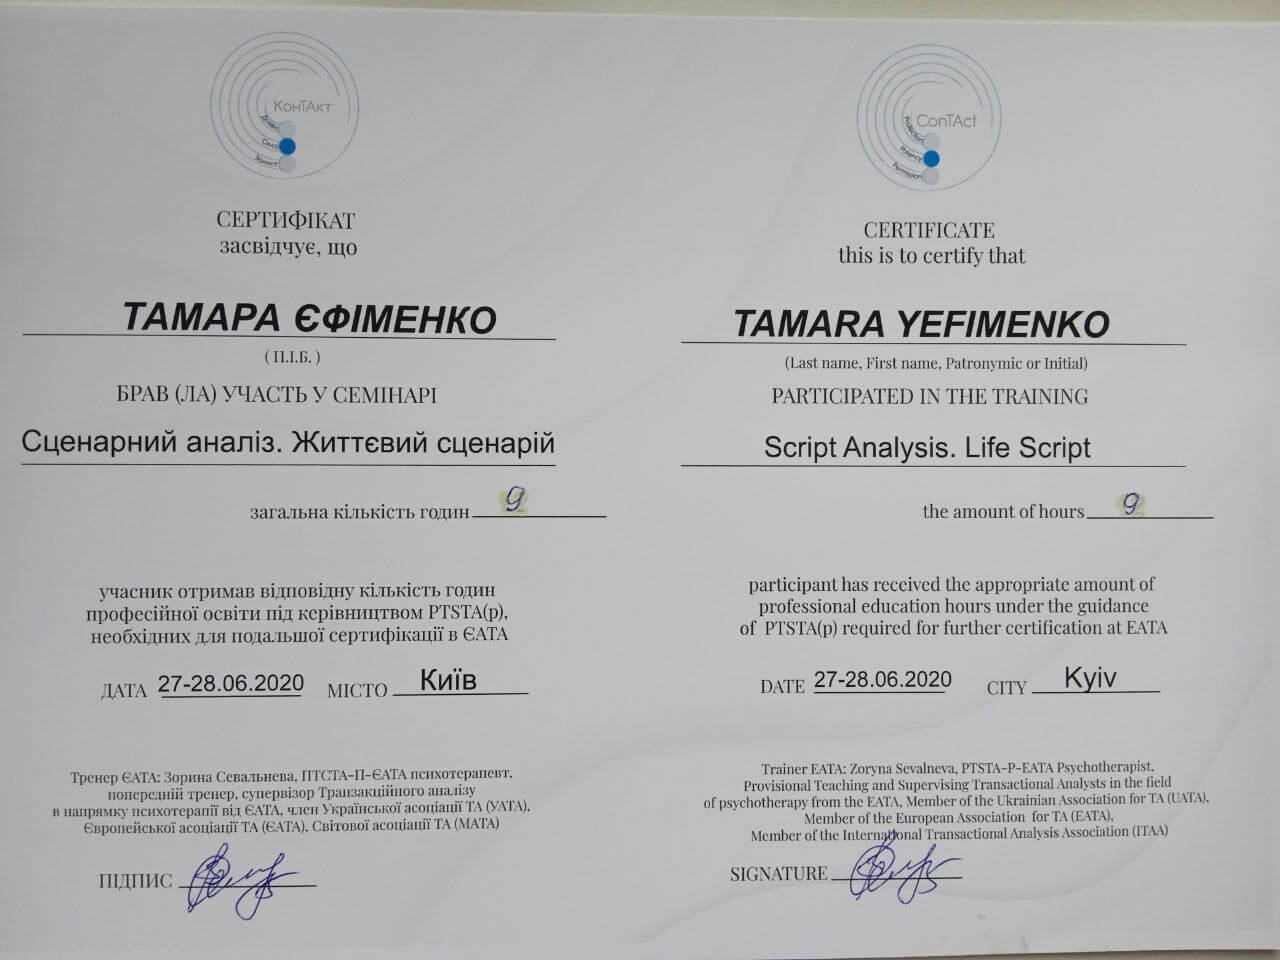 КонТАкт
Дозвіл
Сила
Захист
СЕРТИФІКАТ
засвідчує, що
ТАМАРА ЄФІМЕНКО
( П.І.Б. )
БРАВ (ЛА) УЧАСТЬ У СЕМІНАРІ
Сценарний аналіз. Життєвий сценарій
загальна кількість годин 9
учасник отримав відповідну кількість годин
професійної освіти під керівництвом PTSTA(p),
необхідних для подальшої сертифікації в ЄАТА
ДАТА 27-28.06.2020 МІСТО Київ
Тренер ЄАТА: Зорина Севальнева, ПТСТА-П-ЄАТА психотерапевт,
попередній тренер, супервізор Транзакційного аналізу
в напрямку психотерапії від ЄАТА, член Української асоціації ТА (УАТА),
Європейської асоціації ТА (ЄАТА), Світової асоціації ТА (МАТА)
ПІДПИС
ConTAct
Protection
Potency
Permission
CERTIFICATE
this is to certify that
TAMARA YEFIMENKO
(Last name, First name, Patronymic or Initial)
PARTICIPATED IN THE TRAINING
Script Analysis. Life Script
the amount of hours 9
participant has received the appropriate amount of
professional education hours under the guidance
of PTSTA(p) required for further certification at EATA
DATE 27-28.06.2020 CITY Kyiv
Trainer EATA: Zoryna Sevalneva, PTSTA-P-EATA Psychotherapist,
Provisional Teaching and Supervising Transactional Analysts in the field
of psychotherapy from the EATA, Member of the Ukrainian Association for TA (UATA),
Member of the European Association for TA (EATA),
Member of the International Transactional Analysis Association (ITAA)
SIGNATURE